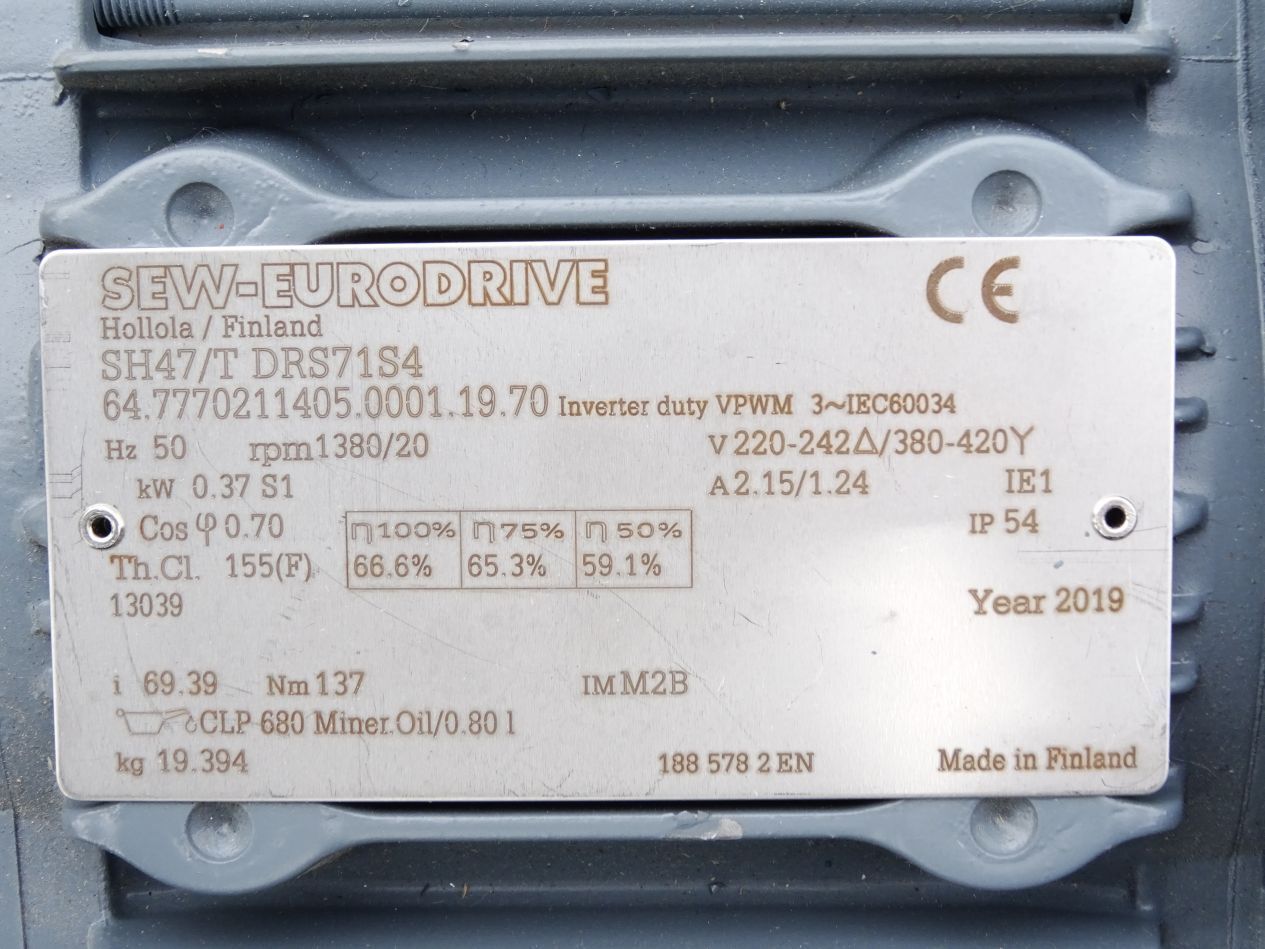 SEW-EURODRIVE CE
Hollola / Finland
SH47/T DRS71S4
64.7770211405.0001.19.70 Inverter duty VPWM 3~IEC60034
Hz 50 rpm 1380/20 V 220-242Δ/380-420Y
kW 0.37 S1 A 2.15/1.24 IE1
Cos φ 0.70 η100% η75% η50% IP 54
Th.Cl. 155(F) 66.6% 65.3% 59.1%
13039 Year 2019
i 69.39 Nm 137 IM M2B
CLP 680 Miner.Oil/0.80 l
kg 19.394 188 578 2 EN Made in Finland